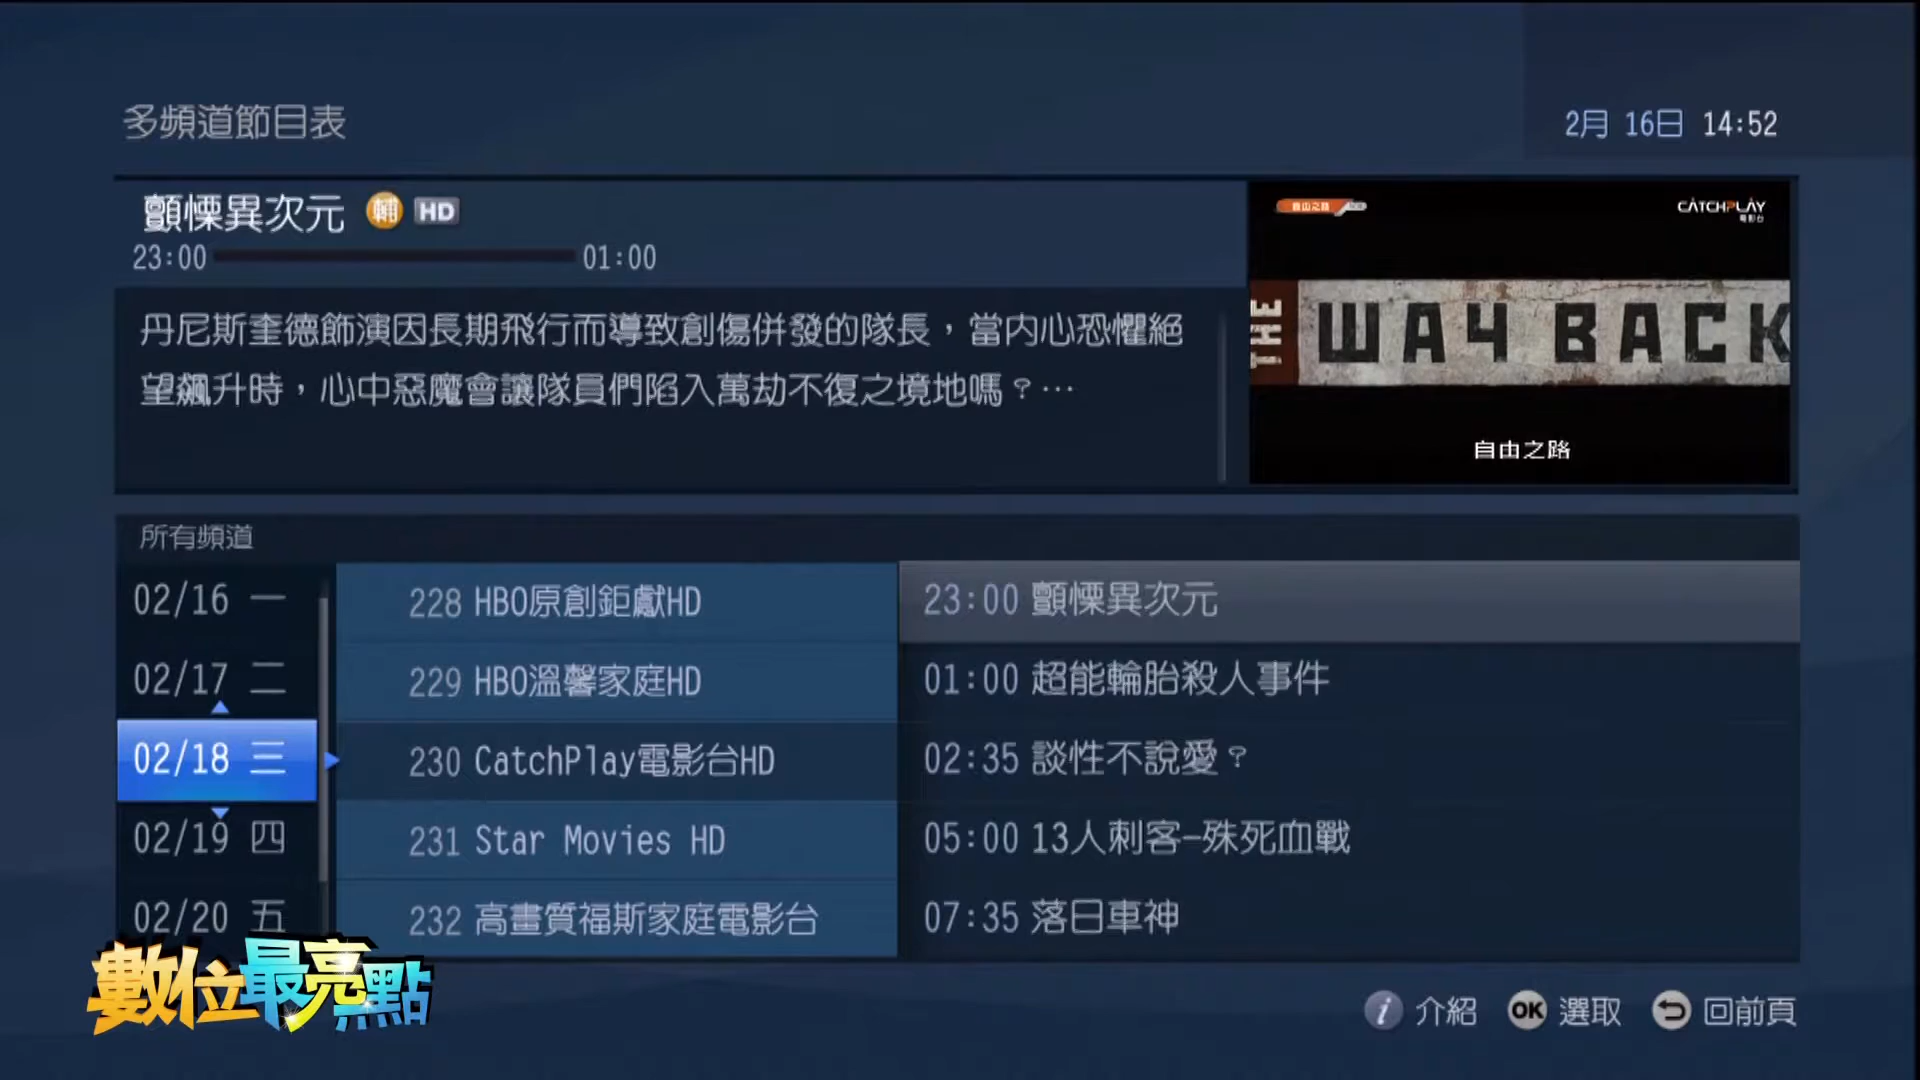 多頻道節目表
2月 16日 14:52
顫慄異次元 輔 HD
23:00 01:00
丹尼斯奎德飾演因長期飛行而導致創傷併發的隊長，當內心恐懼絕
望飆升時，心中惡魔會讓隊員們陷入萬劫不復之境地嗎？…
自由之路
CATCHPLAY
電影台
THE WAY BACK
自由之路
所有頻道
02/16 一
02/17 二
02/18 三
02/19 四
02/20 五
228 HBO原創鉅獻HD
229 HBO溫馨家庭HD
230 CatchPlay電影台HD
231 Star Movies HD
232 高畫質福斯家庭電影台
23:00 顫慄異次元
01:00 超能輪胎殺人事件
02:35 談性不說愛？
05:00 13人刺客-殊死血戰
07:35 落日車神
數位最亮點
i 介紹 OK 選取 回前頁